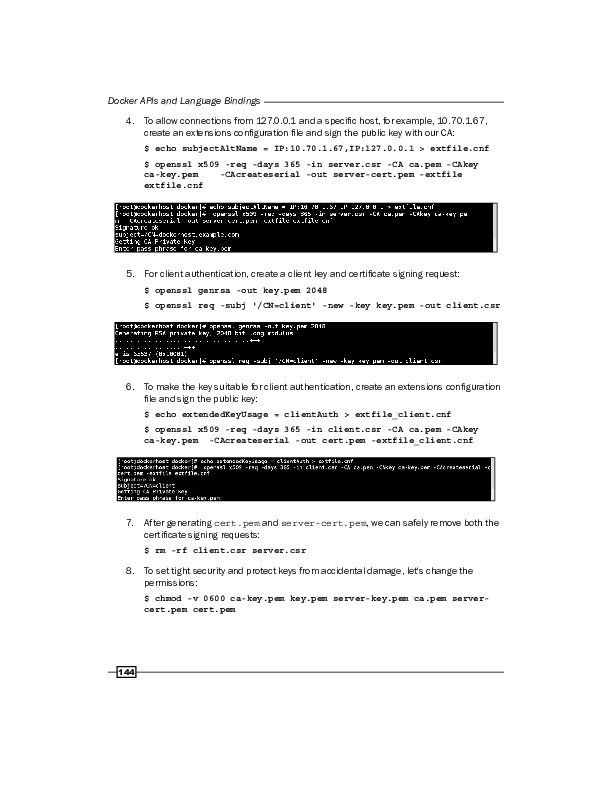 Docker APIs and Language Bindings
4. To allow connections from 127.0.0.1 and a specific host, for example, 10.70.1.67,
create an extensions configuration file and sign the public key with our CA:
$ echo subjectAltName = IP:10.70.1.67,IP:127.0.0.1 > extfile.cnf
$ openssl x509 -req -days 365 -in server.csr -CA ca.pem -CAkey
ca-key.pem -CAcreateserial -out server-cert.pem -extfile
extfile.cnf
[root@dockerhost docker]# echo subjectAltName = IP:10.70.1.67,IP:127.0.0.1 > extfile.cnf
[root@dockerhost docker]# openssl x509 -req -days 365 -in server.csr -CA ca.pem -CAkey ca-key.pe
m -CAcreateserial -out server-cert.pem -extfile extfile.cnf
Signature ok
subject=/CN=dockerhost.example.com
Getting CA Private Key
Enter pass phrase for ca-key.pem:
5. For client authentication, create a client key and certificate signing request:
$ openssl genrsa -out key.pem 2048
$ openssl req -subj '/CN=client' -new -key key.pem -out client.csr
[root@dockerhost docker]# openssl genrsa -out key.pem 2048
Generating RSA private key, 2048 bit long modulus
e is 65537 (0x10001)
[root@dockerhost docker]# openssl req -subj '/CN=client' -new -key key.pem -out client.csr
6. To make the key suitable for client authentication, create an extensions configuration
file and sign the public key:
$ echo extendedKeyUsage = clientAuth > extfile_client.cnf
$ openssl x509 -req -days 365 -in client.csr -CA ca.pem -CAkey
ca-key.pem -CAcreateserial -out cert.pem -extfile_client.cnf
[root@dockerhost docker]# echo extendedKeyUsage = clientAuth > extfile.cnf
[root@dockerhost docker]# openssl x509 -req -days 365 -in client.csr -CA ca.pem -CAkey ca-key.pem -CAcreateserial -o
cert.pem -extfile extfile.cnf
Signature ok
subject=/CN=client
Getting CA Private Key
Enter pass phrase for ca-key.pem:
7. After generating cert.pem and server-cert.pem, we can safely remove both the
certificate signing requests:
$ rm -rf client.csr server.csr
8. To set tight security and protect keys from accidental damage, let's change the
permissions:
$ chmod -v 0600 ca-key.pem key.pem server-key.pem ca.pem server-
cert.pem cert.pem
144